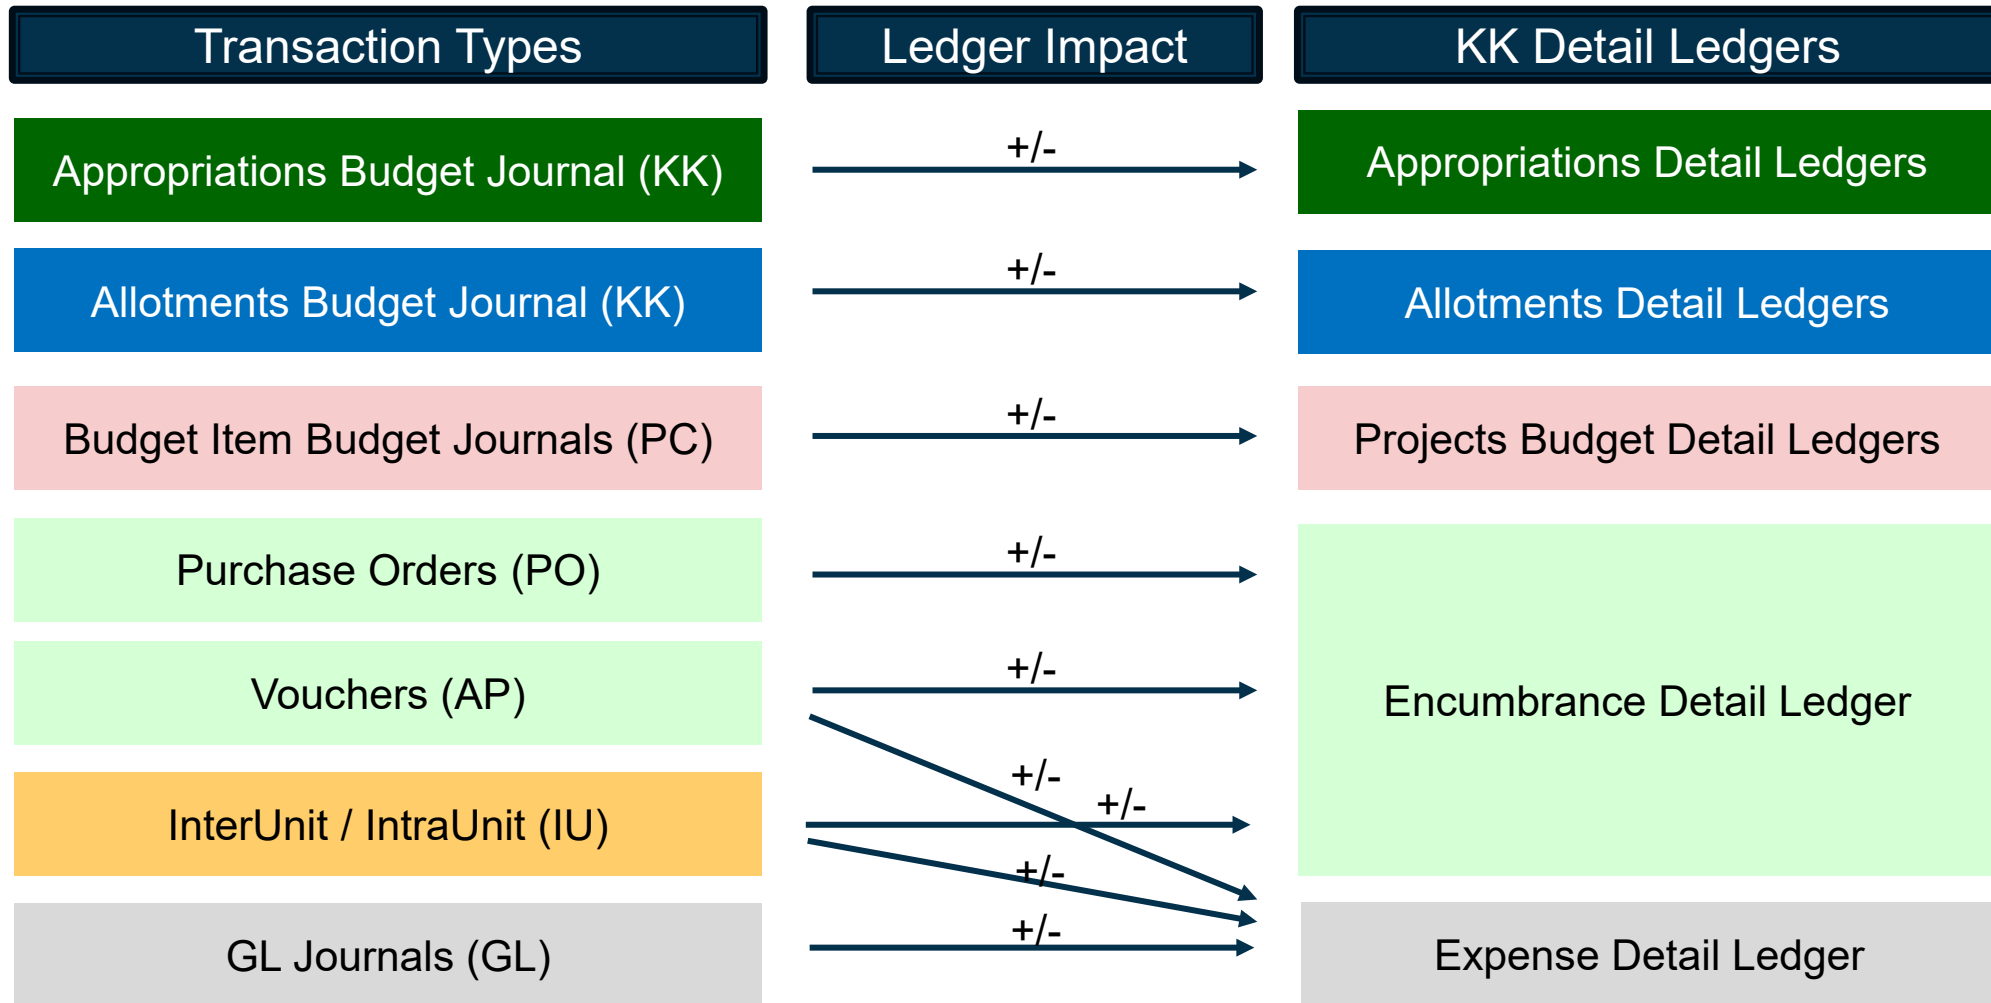 Transaction Types
Ledger Impact
KK Detail Ledgers
Appropriations Budget Journal (KK)
+/-
Appropriations Detail Ledgers
Allotments Budget Journal (KK)
+/-
Allotments Detail Ledgers
Budget Item Budget Journals (PC)
+/-
Projects Budget Detail Ledgers
Purchase Orders (PO)
+/-
Vouchers (AP)
+/-
Encumbrance Detail Ledger
+/-
InterUnit / IntraUnit (IU)
+/-
+/-
GL Journals (GL)
+/-
Expense Detail Ledger